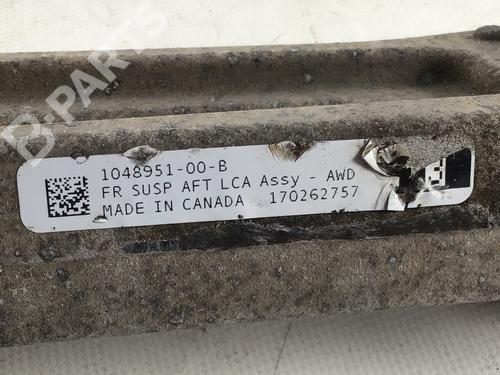 B-PARTS
1048951-00-B
FR SUSP AFT LCA Assy - AWD
MADE IN CANADA 170262757